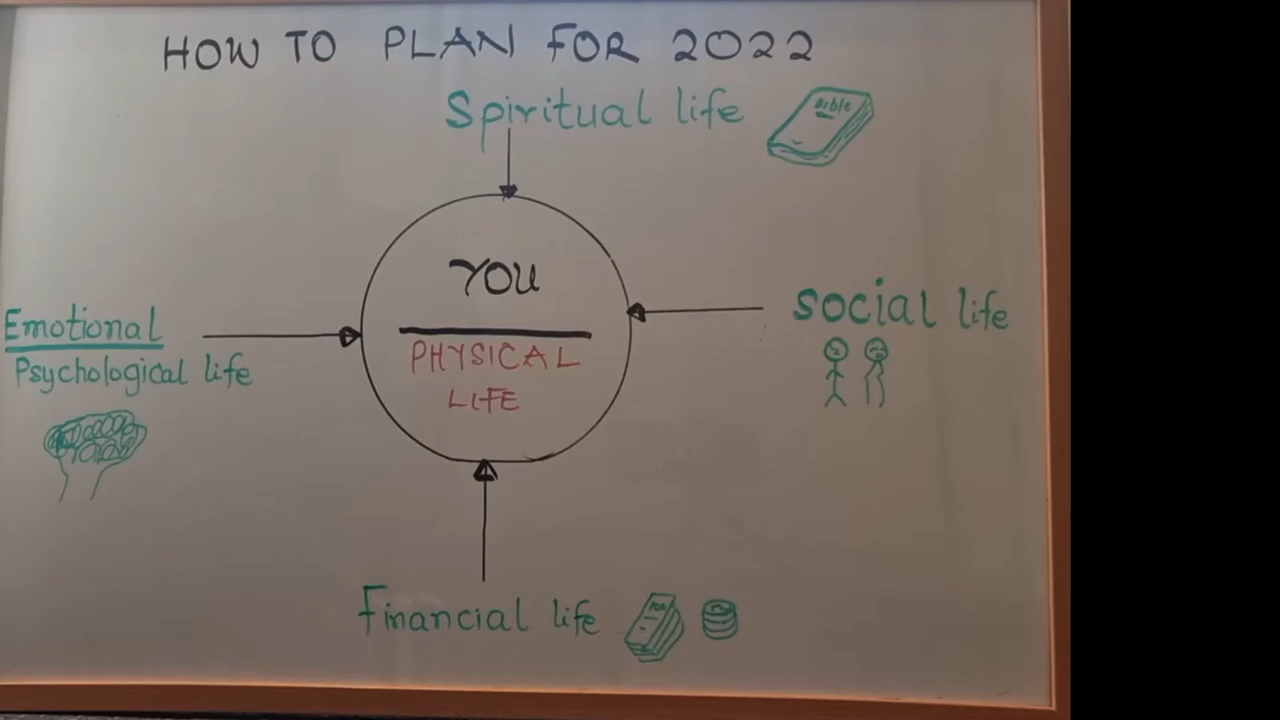 HOW TO PLAN FOR 2022
Spiritual life
Bible
YOU
PHYSICAL
LIFE
Emotional
Psychological life
SOCIAL life
Financial life